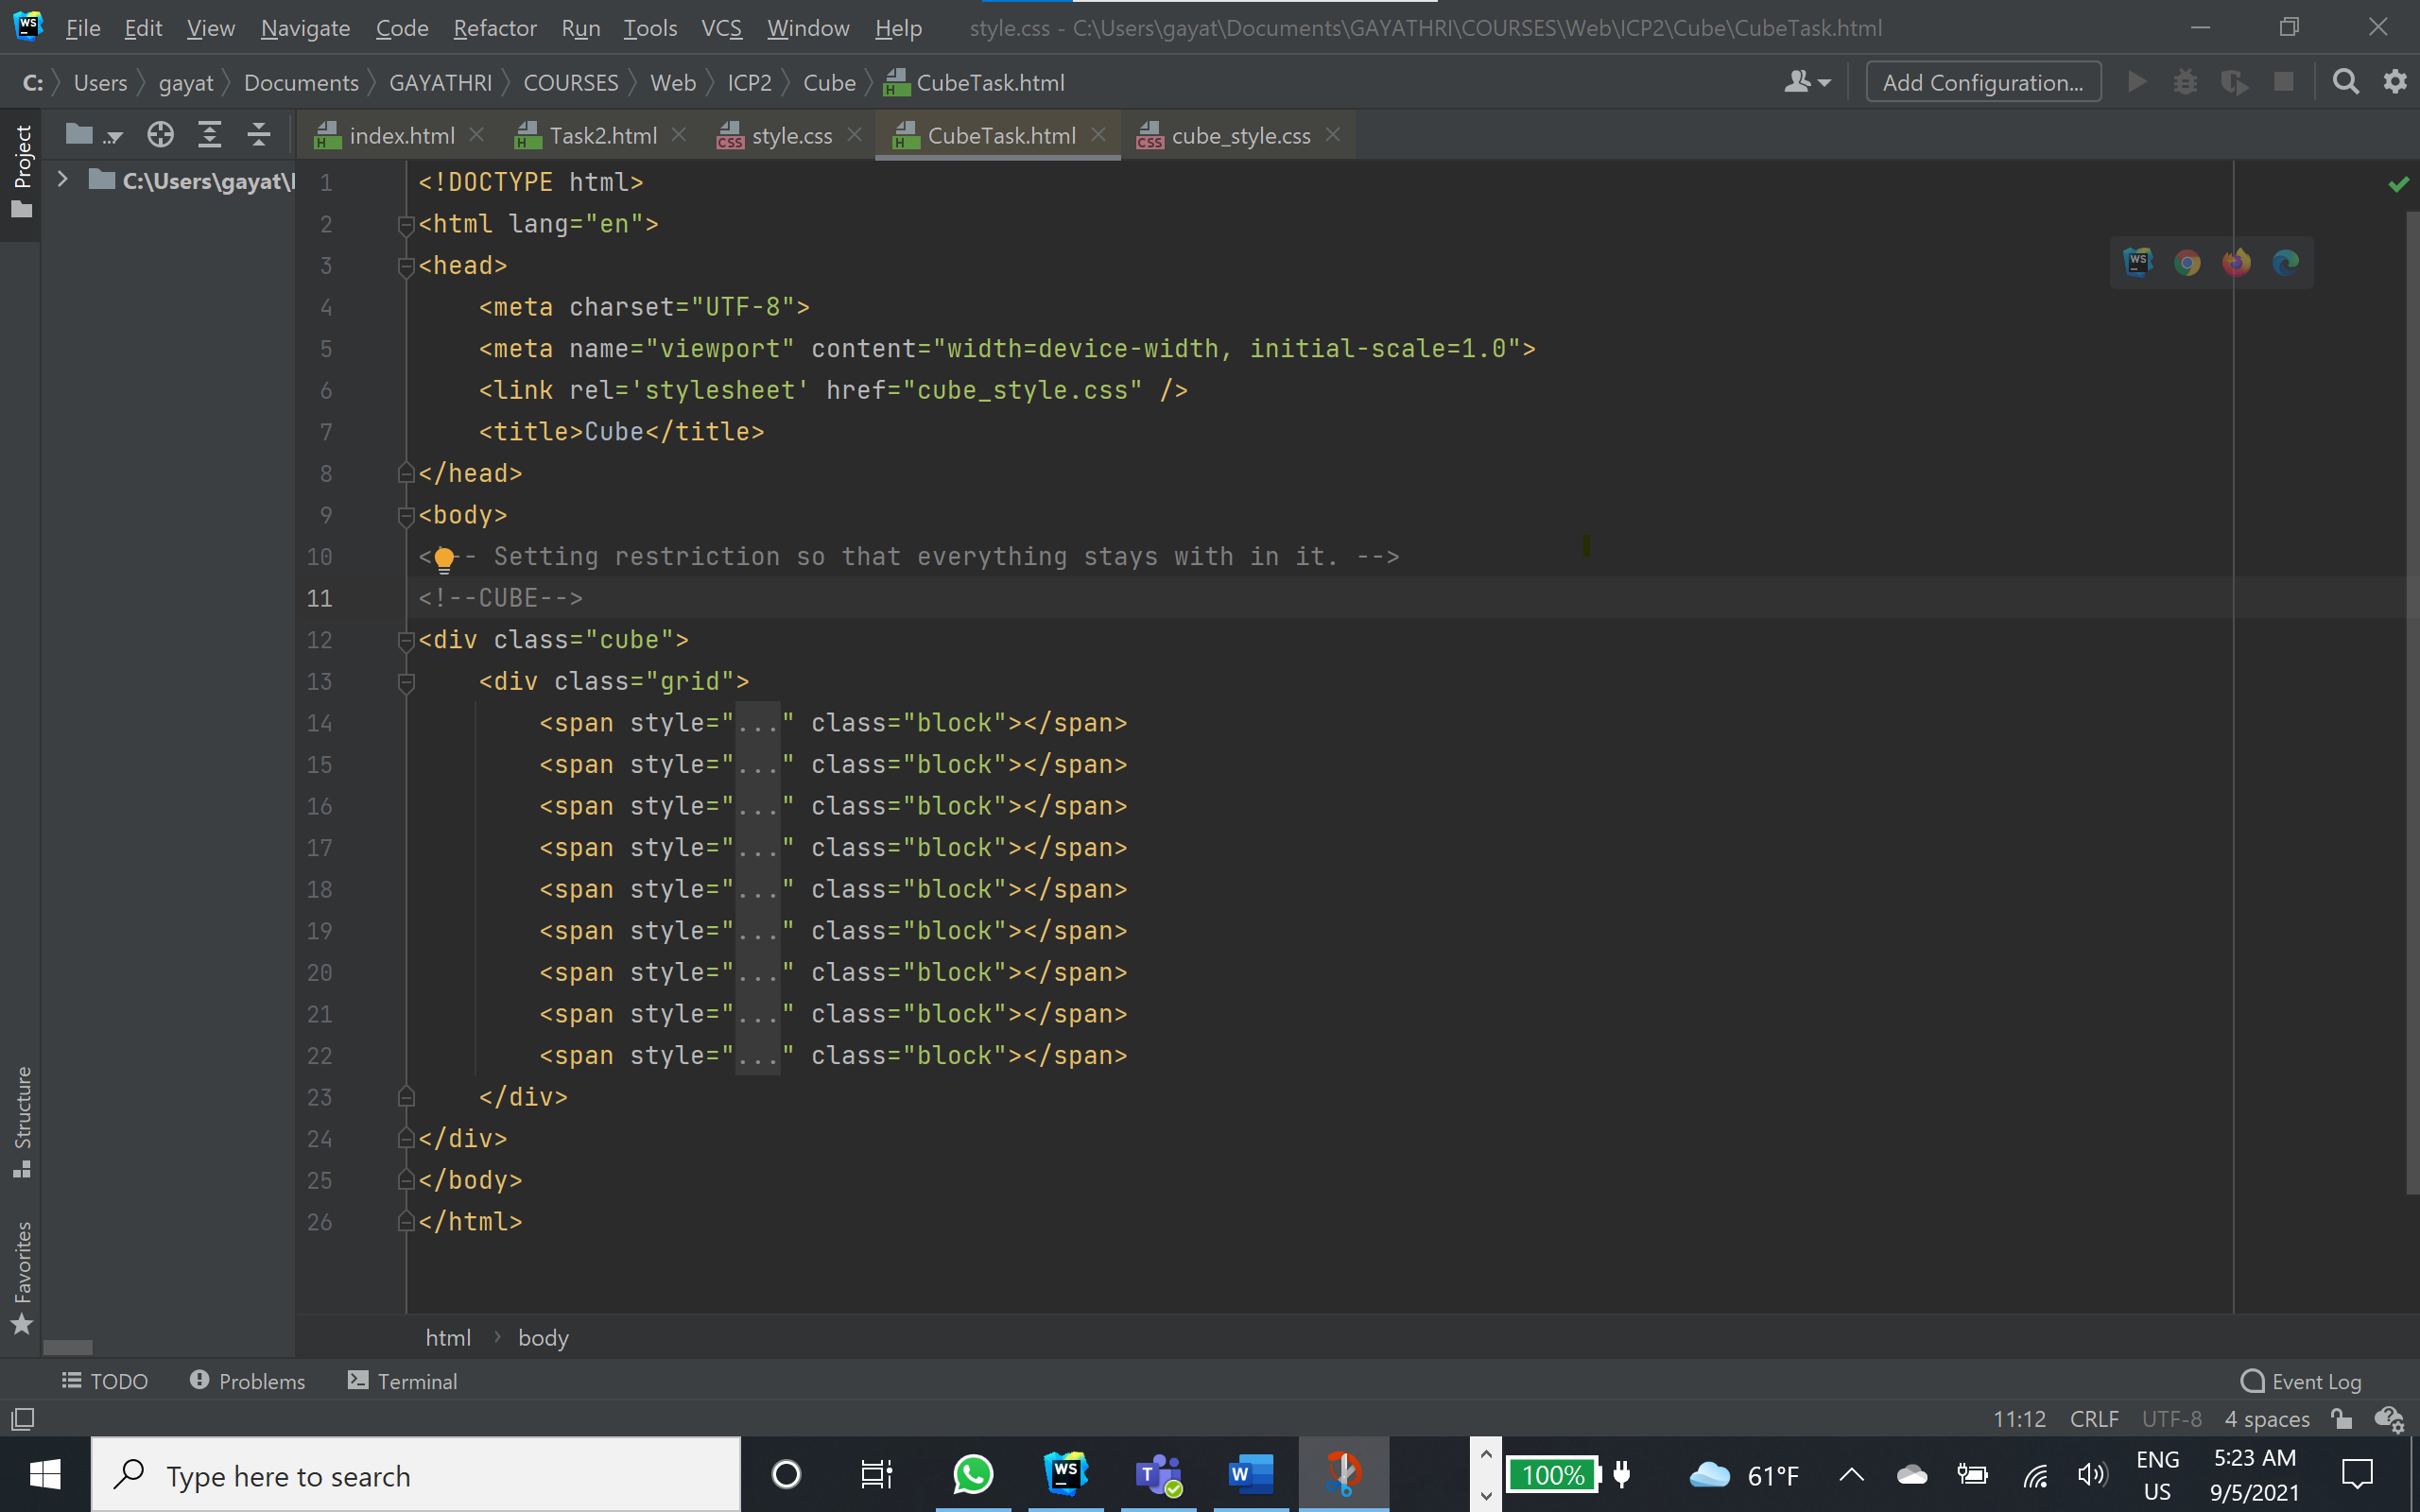 File Edit View Navigate Code Refactor Run Tools VCS Window Help style.css - C:\Users\gayat\Documents\GAYATHRI\COURSES\Web\ICP2\Cube\CubeTask.html
C: Users gayat Documents GAYATHRI COURSES Web ICP2 Cube CubeTask.html Add Configuration...
Project
index.html Task2.html style.css CubeTask.html cube_style.css
C:\Users\gayat\
1 <!DOCTYPE html>
2 <html lang="en">
3 <head>
4 <meta charset="UTF-8">
5 <meta name="viewport" content="width=device-width, initial-scale=1.0">
6 <link rel='stylesheet' href="cube_style.css" />
7 <title>Cube</title>
8 </head>
9 <body>
10 <!-- Setting restriction so that everything stays with in it. -->
11 <!--CUBE-->
12 <div class="cube">
13 <div class="grid">
14 <span style="..." class="block"></span>
15 <span style="..." class="block"></span>
16 <span style="..." class="block"></span>
17 <span style="..." class="block"></span>
18 <span style="..." class="block"></span>
19 <span style="..." class="block"></span>
20 <span style="..." class="block"></span>
21 <span style="..." class="block"></span>
22 <span style="..." class="block"></span>
23 </div>
24 </div>
25 </body>
26 </html>
Structure
Favorites
html body
TODO Problems Terminal Event Log
11:12 CRLF UTF-8 4 spaces
Type here to search
100% 61°F
ENG US
5:23 AM
9/5/2021